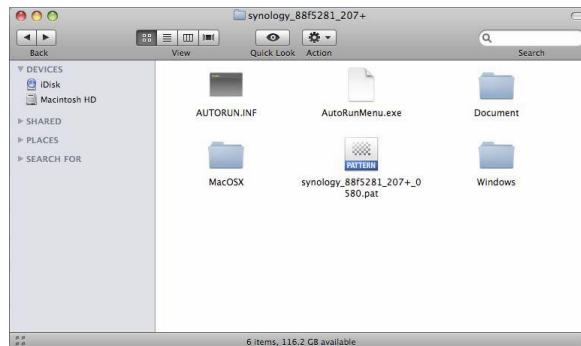 synology_88f5281_207+
Back
View
Quick Look
Action
Search
DEVICES
iDisk
Macintosh HD
SHARED
PLACES
SEARCH FOR
AUTORUN.INF
AutoRunMenu.exe
Document
MacOSX
PATTERN
synology_88f5281_207+_0
580.pat
Windows
6 items, 116.2 GB available